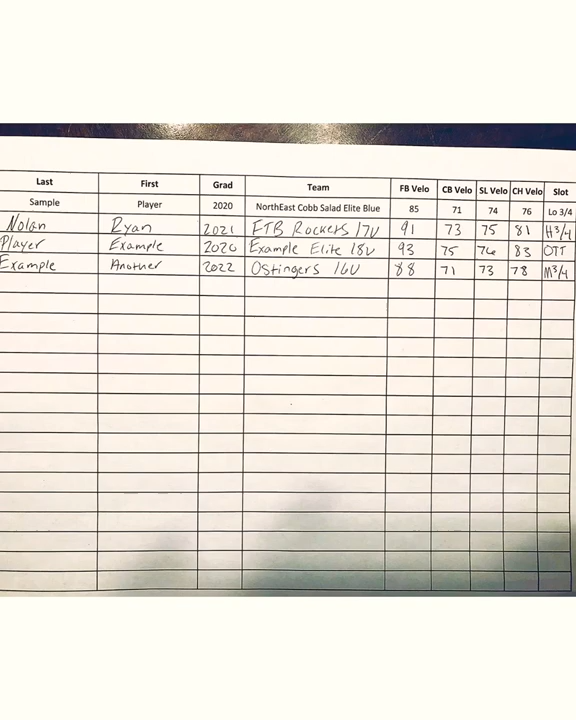 Last First Grad Team FB Velo CB Velo SL Velo CH Velo Slot
Sample Player 2020 NorthEast Cobb Salad Elite Blue 85 71 74 76 Lo 3/4
Nolan Ryan 2021 FTB Rockers 17U 91 73 75 81 H3/4
Player Example 2020 Example Elite 18U 93 75 76 83 OTT
Example Another 2022 Ostingers 16U 88 71 73 78 M3/4